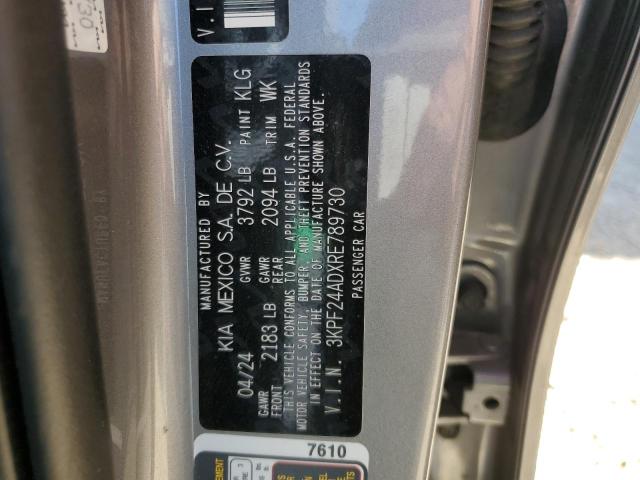 MANUFACTURED BY
KIA MEXICO S.A. DE C.V.
04/24 GVWR 3792 LB PAINT KLG
GAWR FRONT 2183 LB GAWR REAR 2094 LB TRIM WK
THIS VEHICLE CONFORMS TO ALL APPLICABLE U.S.A. FEDERAL
MOTOR VEHICLE SAFETY, BUMPER, AND THEFT PREVENTION STANDARDS
IN EFFECT ON THE DATE OF MANUFACTURE SHOWN ABOVE.
V.I.N. 3KPF24ADXRE789730
PASSENGER CAR
7610
V.I